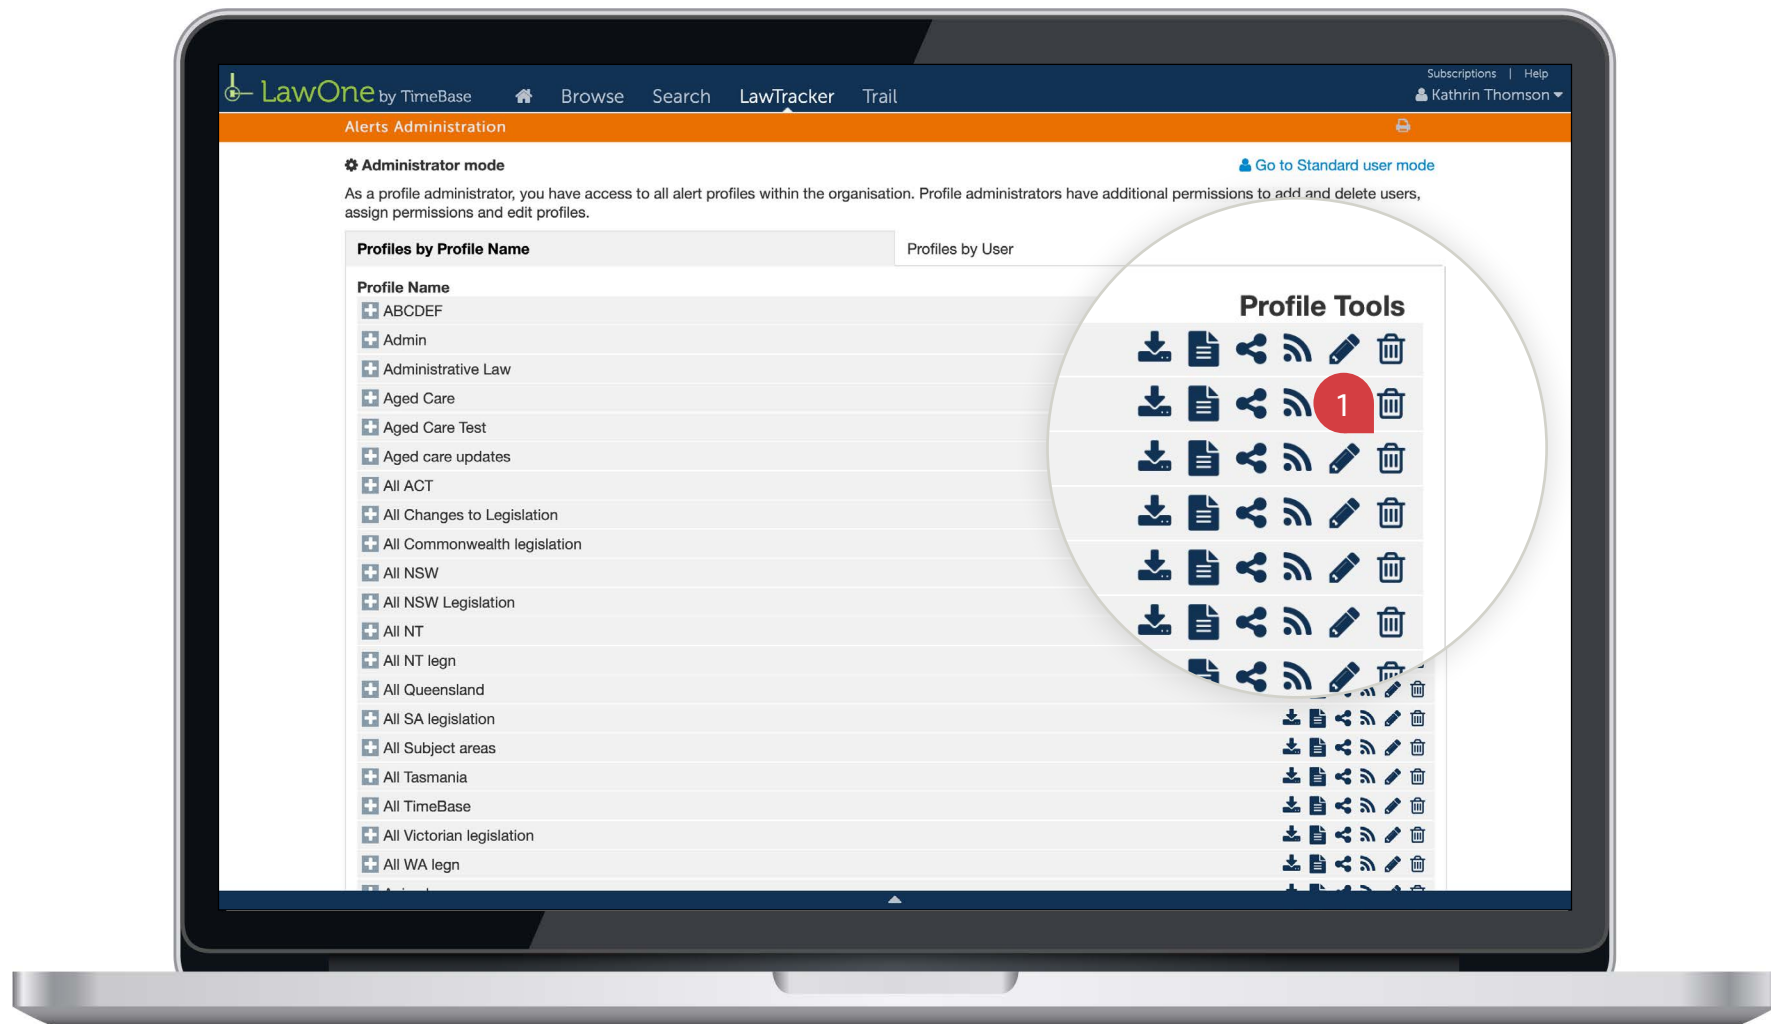 Subscriptions | Help
LawOne by TimeBase Browse Search LawTracker Trail Kathrin Thomson
Alerts Administration
Administrator mode Go to Standard user mode
As a profile administrator, you have access to all alert profiles within the organisation. Profile administrators have additional permissions to add and delete users,
assign permissions and edit profiles.
Profiles by Profile Name Profiles by User
Profile Name
Profile Tools
ABCDEF
Admin
Administrative Law
Aged Care
1
Aged Care Test
Aged care updates
All ACT
All Changes to Legislation
All Commonwealth legislation
All NSW
All NSW Legislation
All NT
All NT legn
All Queensland
All SA legislation
All Subject areas
All Tasmania
All TimeBase
All Victorian legislation
All WA legn